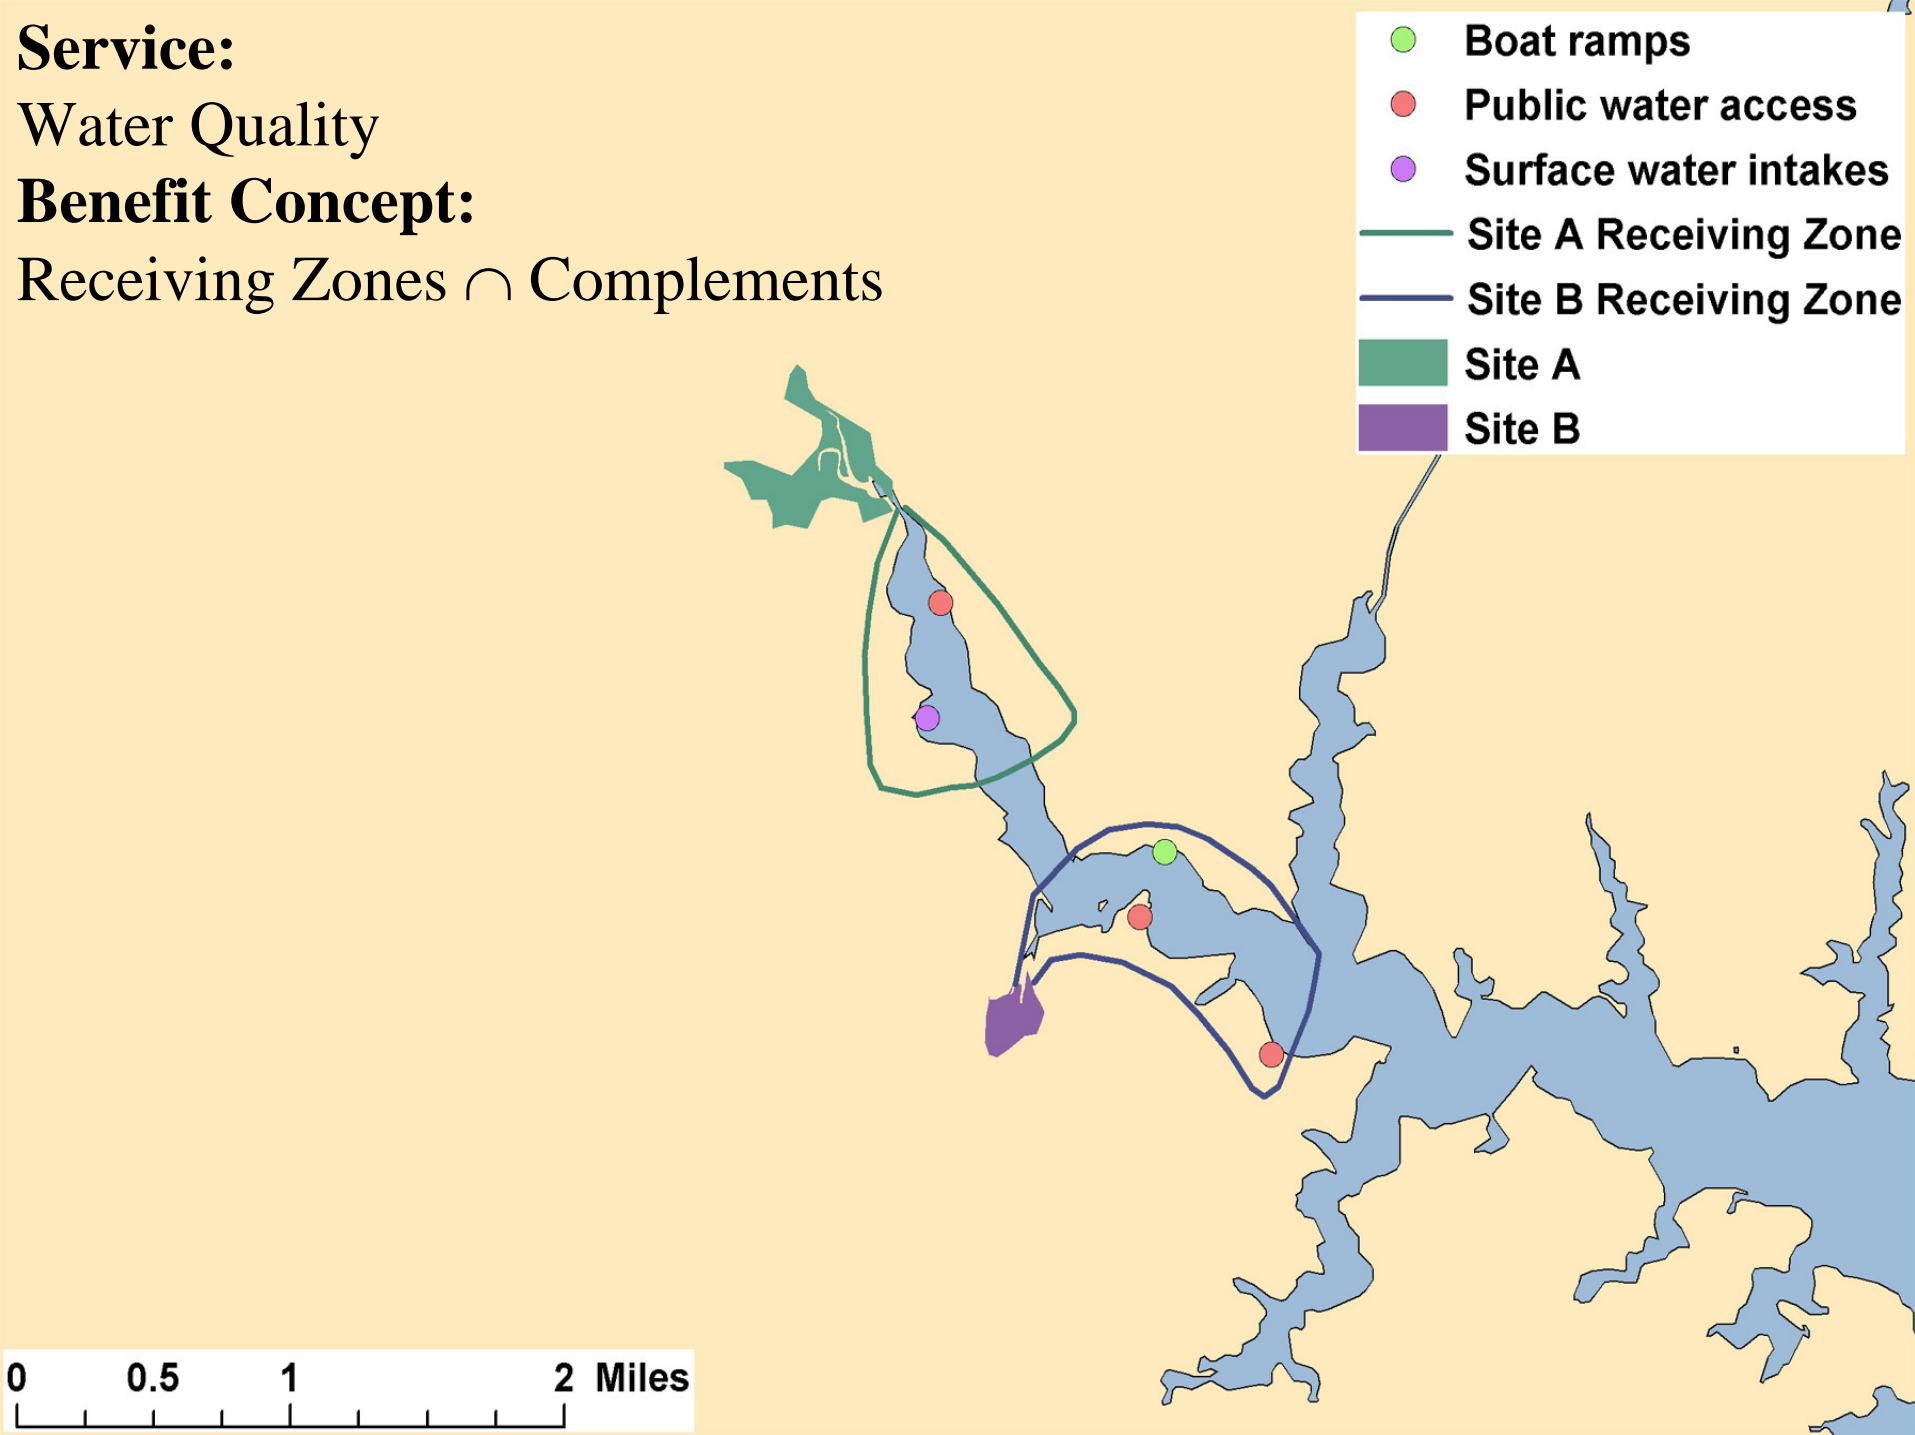 Service:
Water Quality
Benefit Concept:
Receiving Zones ∩ Complements
Boat ramps
Public water access
Surface water intakes
Site A Receiving Zone
Site B Receiving Zone
Site A
Site B
0 0.5 1 2 Miles